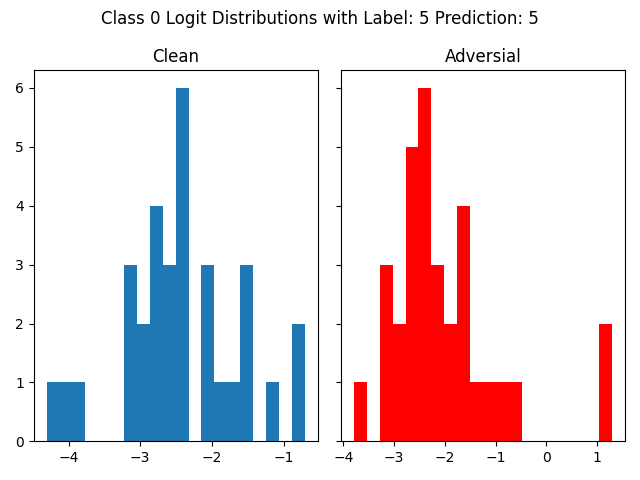 Class 0 Logit Distributions with Label: 5 Prediction: 5
Clean
Adversial
6
5
4
3
2
1
0
−4 −3 −2 −1
−4 −3 −2 −1 0 1